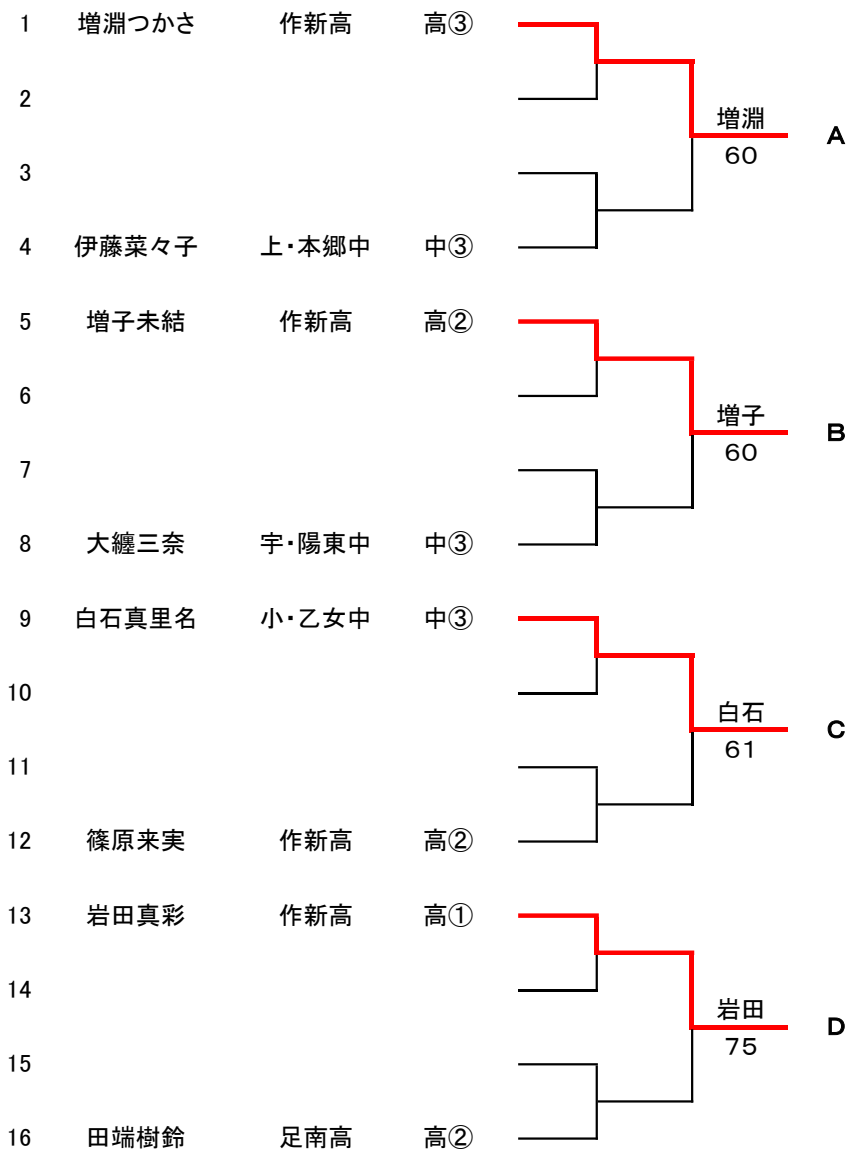 1 増淵つかさ 作新高 高③
2
増淵
A
60
3
4 伊藤菜々子 上・本郷中 中③
5 増子未結 作新高 高②
6
増子
B
60
7
8 大纏三奈 宇・陽東中 中③
9 白石真里名 小・乙女中 中③
10
白石
C
61
11
12 篠原来実 作新高 高②
13 岩田真彩 作新高 高①
14
岩田
D
75
15
16 田端樹鈴 足南高 高②